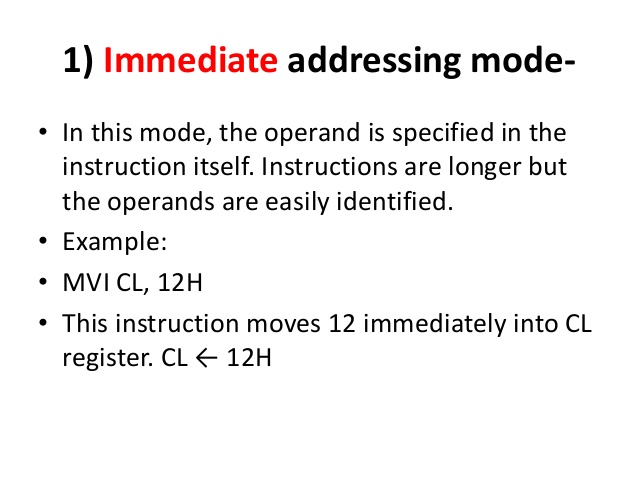 1) Immediate addressing mode-
• In this mode, the operand is specified in the
instruction itself. Instructions are longer but
the operands are easily identified.
• Example:
• MVI CL, 12H
• This instruction moves 12 immediately into CL
register. CL ← 12H